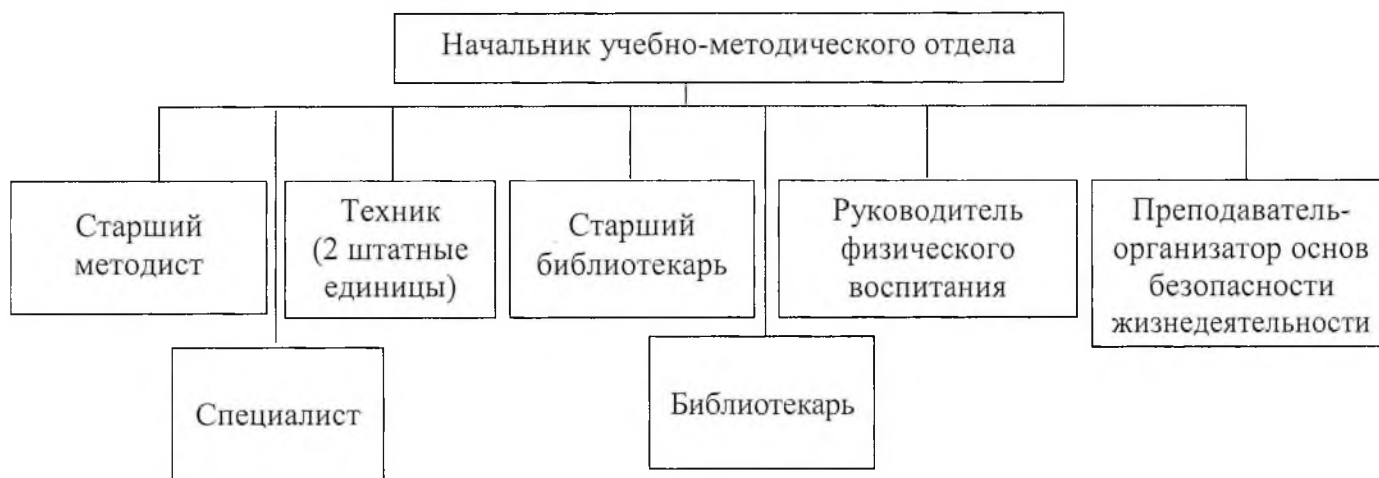 Начальник учебно-методического отдела
Старший
методист
Техник
(2 штатные
единицы)
Старший
библиотекарь
Руководитель
физического
воспитания
Преподаватель-
организатор основ
безопасности
жизнедеятельности
Специалист
Библиотекарь